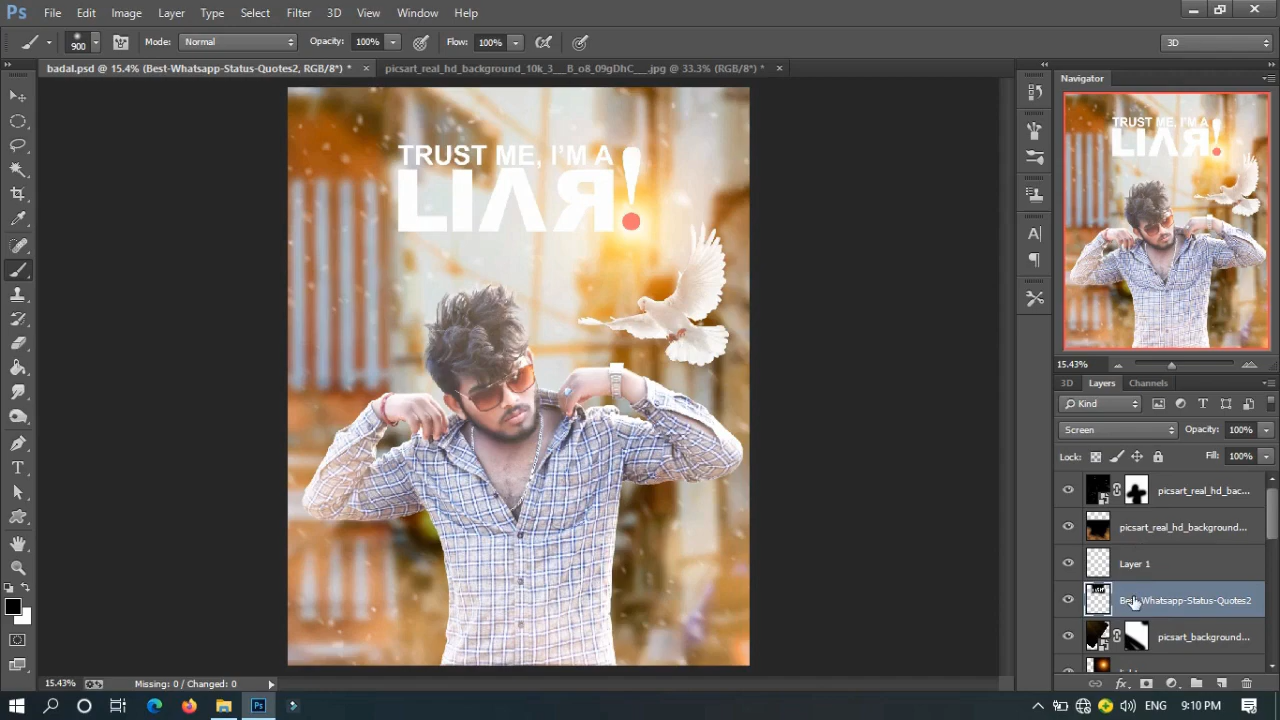 Ps File Edit Image Layer Type Select Filter 3D View Window Help
900 Mode: Normal Opacity: 100% Flow: 100% 3D
badal.psd @ 15.4% (Best-Whatsapp-Status-Quotes2, RGB/8*) * × picsart_real_hd_background_10k_3___B_o8_09gDhC___.jpg @ 33.3% (RGB/8*) * ×
Navigator
TRUST ME, I'M A
LIAR!
TRUST ME, I'M A
LIAR!
15.43%
3D Layers Channels
Kind
Screen Opacity: 100%
Lock: Fill: 100%
picsart_real_hd_bac...
picsart_real_hd_background...
Layer 1
Best-Whatsapp-Status-Quotes2
picsart_background...
15.43% Missing: 0 / Changed: 0
ENG 9:10 PM